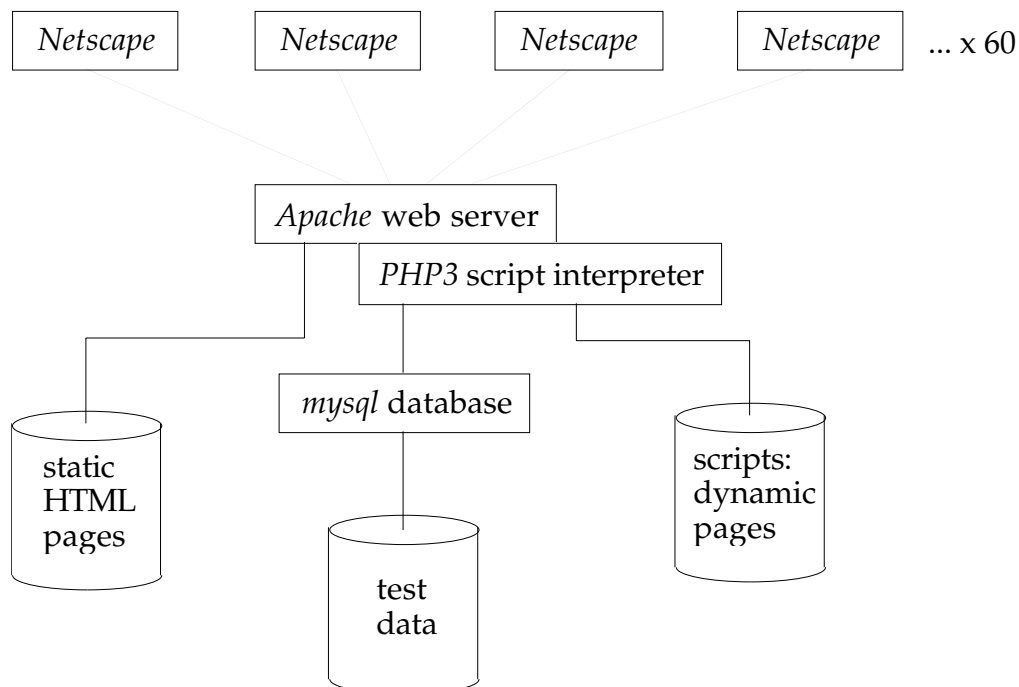 Netscape
Netscape
Netscape
Netscape
... x 60
Apache web server
PHP3 script interpreter
mysql database
static
HTML
pages
scripts:
dynamic
pages
test
data